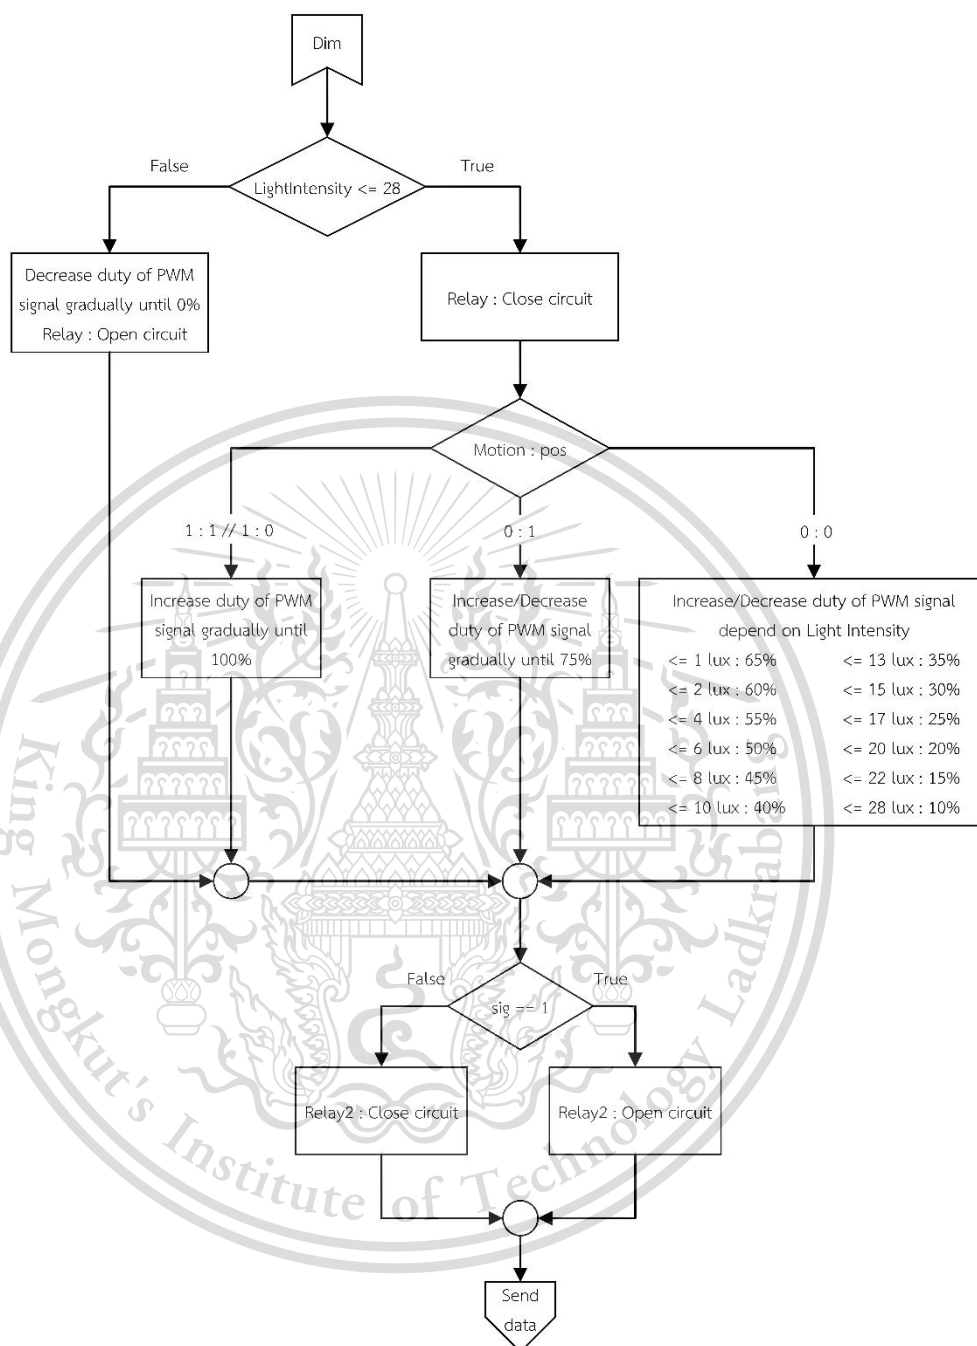 Dim
False
True
LightIntensity <= 28
Decrease duty of PWM
signal gradually until 0%
Relay : Open circuit
Relay : Close circuit
Motion : pos
1 : 1 // 1 : 0
0 : 1
0 : 0
Increase duty of PWM
signal gradually until
100%
Increase/Decrease
duty of PWM signal
gradually until 75%
Increase/Decrease duty of PWM signal
depend on Light Intensity
<= 1 lux : 65%
<= 2 lux : 60%
<= 4 lux : 55%
<= 6 lux : 50%
<= 8 lux : 45%
<= 10 lux : 40%
<= 13 lux : 35%
<= 15 lux : 30%
<= 17 lux : 25%
<= 20 lux : 20%
<= 22 lux : 15%
<= 28 lux : 10%
False
True
sig == 1
Relay2 : Close circuit
Relay2 : Open circuit
Send
data
King Mongkut's Institute of Technology Ladkrabang